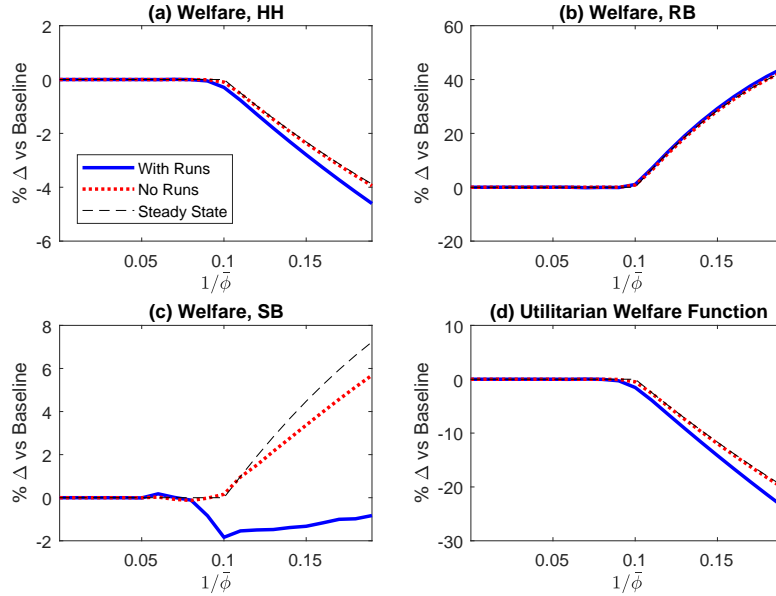 (a) Welfare, HH
% Δ vs Baseline
2
0
-2
-4
-6
With Runs
No Runs
Steady State
0.05
0.1
0.15
1/ϕ̄
(b) Welfare, RB
% Δ vs Baseline
60
40
20
0
-20
0.05
0.1
0.15
1/ϕ̄
(c) Welfare, SB
% Δ vs Baseline
8
6
4
2
0
-2
0.05
0.1
0.15
1/ϕ̄
(d) Utilitarian Welfare Function
% Δ vs Baseline
10
0
-10
-20
-30
0.05
0.1
0.15
1/ϕ̄